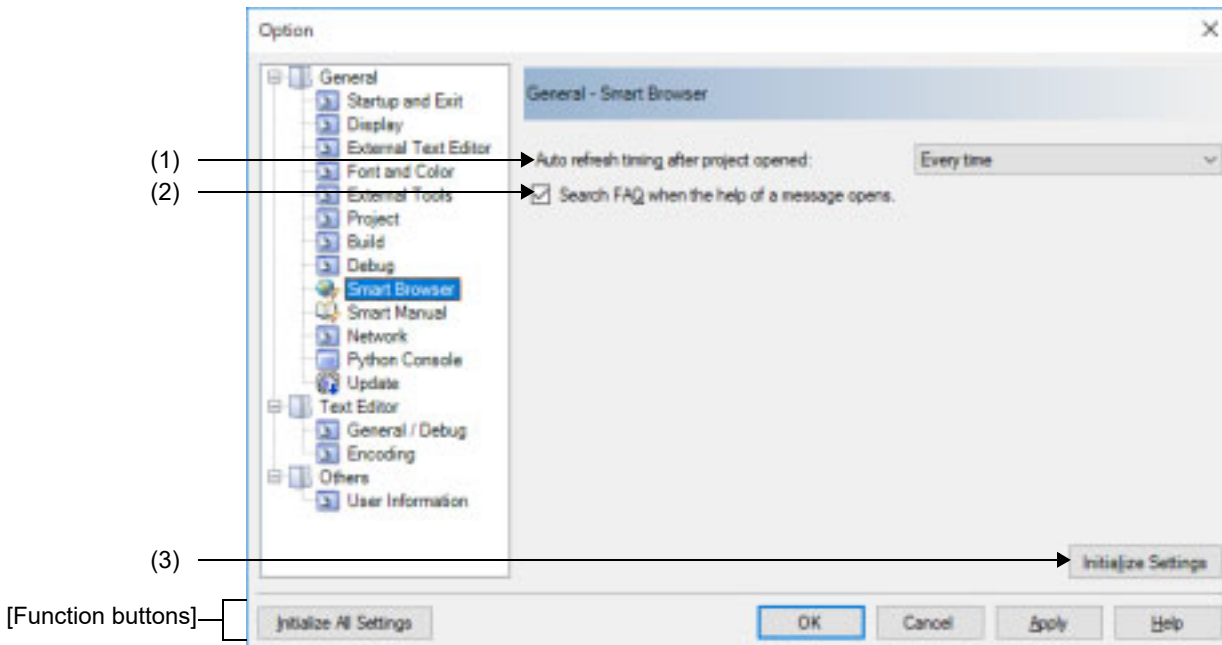 Option
General
Startup and Exit
Display
External Text Editor
Font and Color
External Tools
Project
Build
Debug
Smart Browser
Smart Manual
Network
Python Console
Update
Text Editor
General / Debug
Encoding
Others
User Information
General - Smart Browser
(1)
Auto refresh timing after project opened:
Every time
(2)
Search FAQ when the help of a message opens.
(3)
Initialize Settings
[Function buttons]
Initialize All Settings
OK
Cancel
Apply
Help